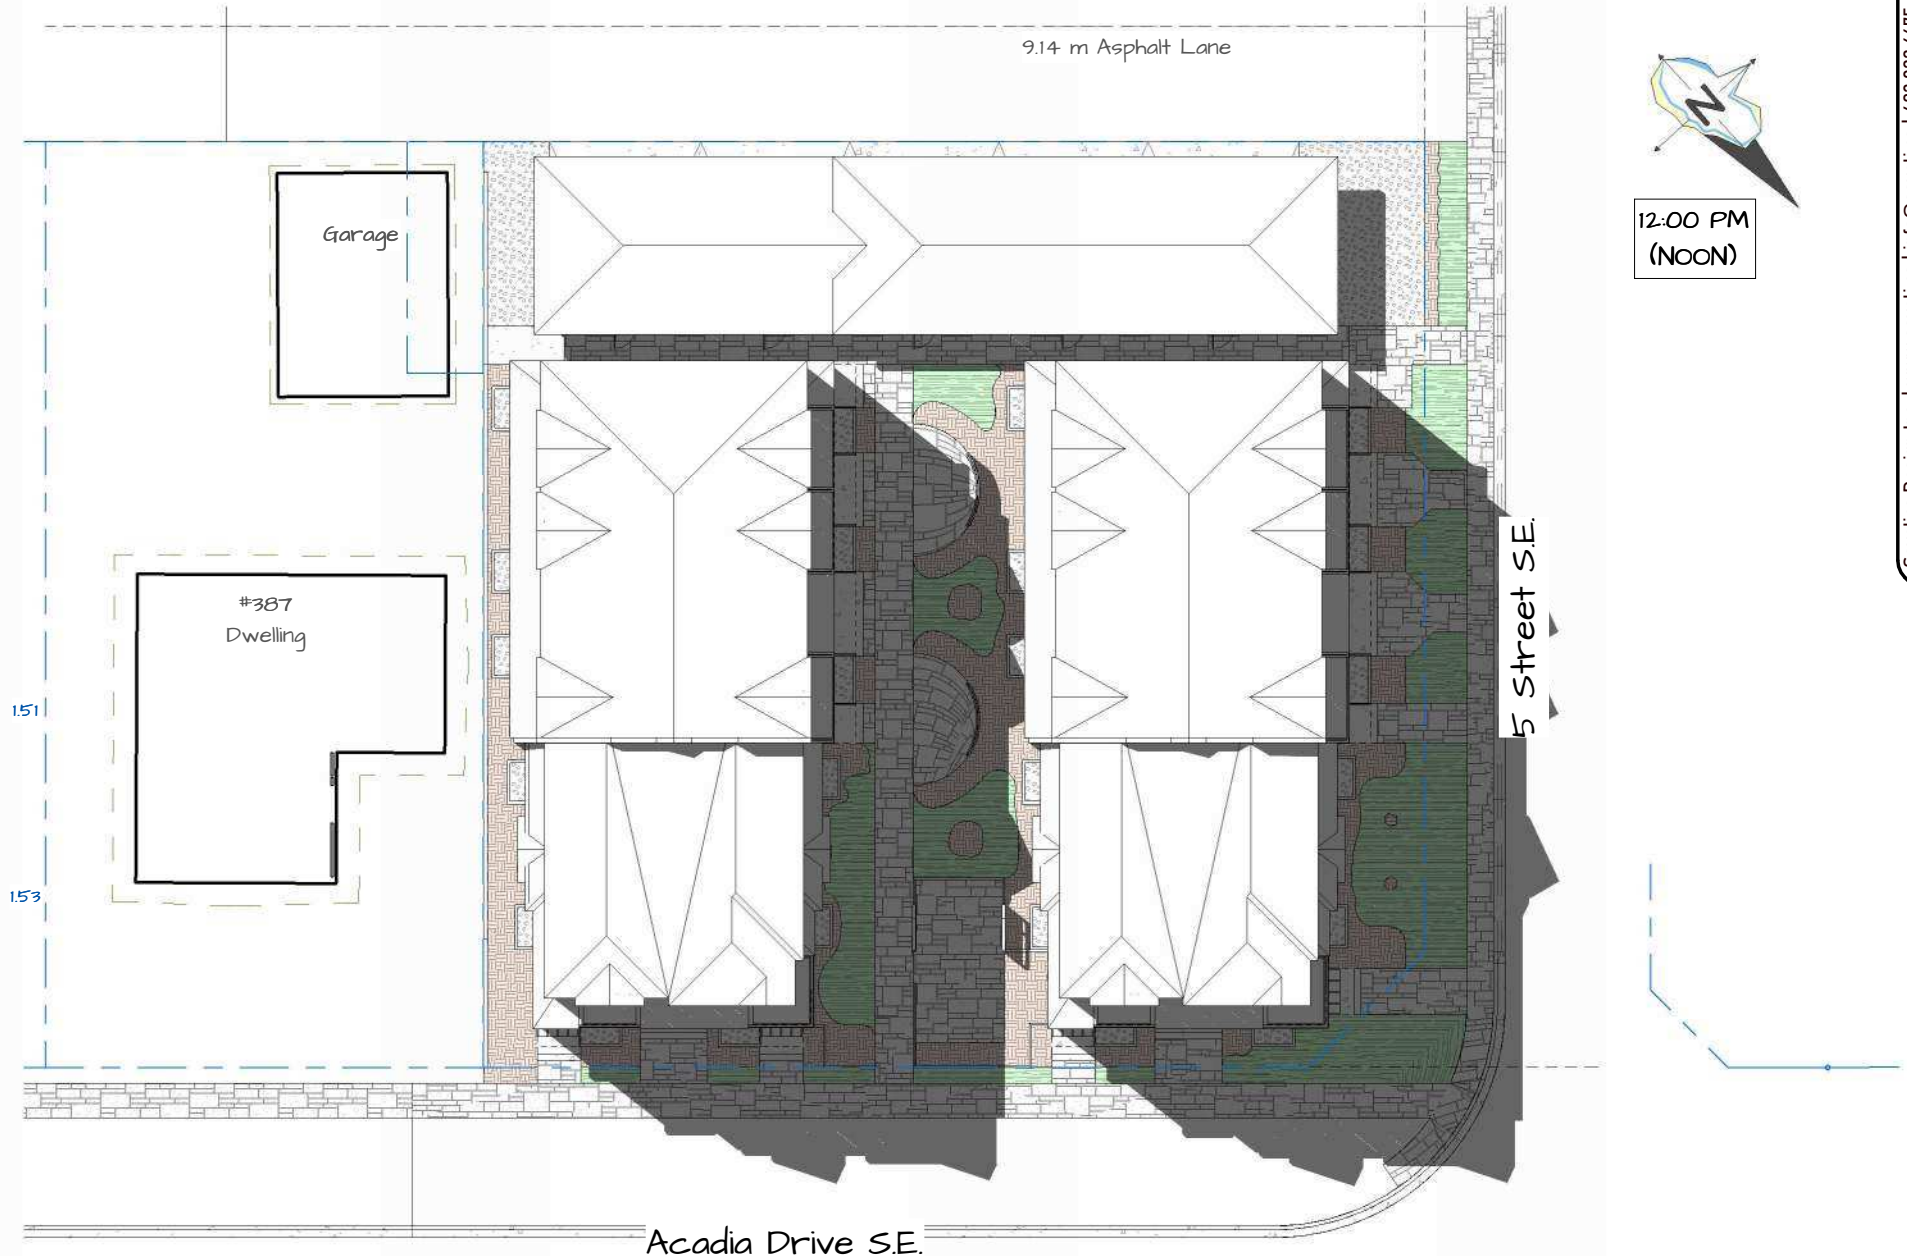 9.14 m Asphalt Lane
Garage
N
12:00 PM
(NOON)
#387
Dwelling
1.51
1.53
5 Street S.E.
Acadia Drive S.E.